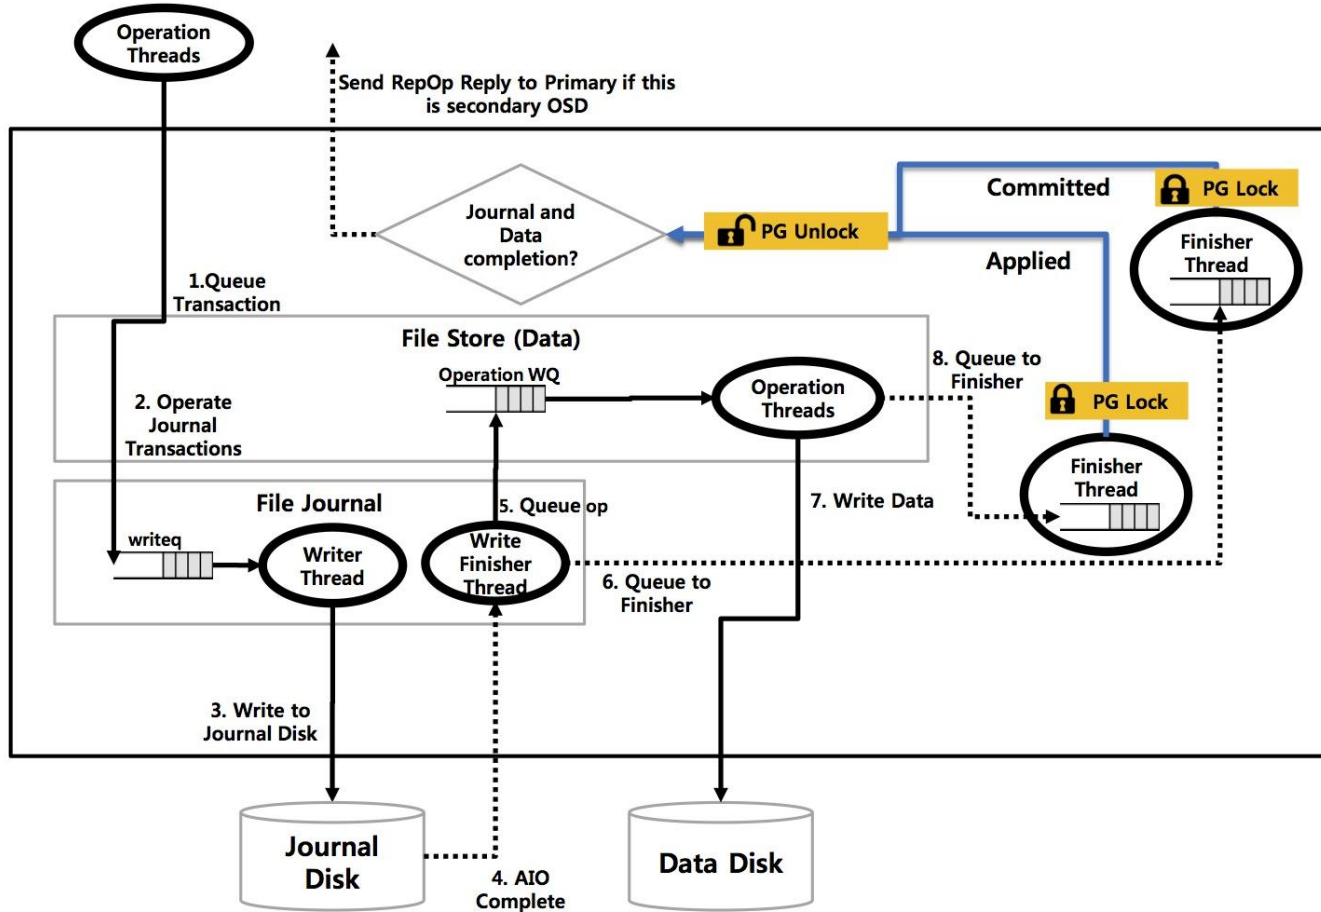 Operation
Threads
Send RepOp Reply to Primary if this
is secondary OSD
Committed
PG Lock
Journal and
Data
completion?
PG Unlock
Finisher
Thread
Applied
1.Queue
Transaction
File Store (Data)
Operation WQ
8. Queue to
Finisher
2. Operate
Journal
Transactions
Operation
Threads
PG Lock
Finisher
Thread
File Journal
5. Queue op
7. Write Data
writeq
Writer
Thread
Write
Finisher
Thread
6. Queue to
Finisher
3. Write to
Journal Disk
Journal
Disk
Data Disk
4. AIO
Complete